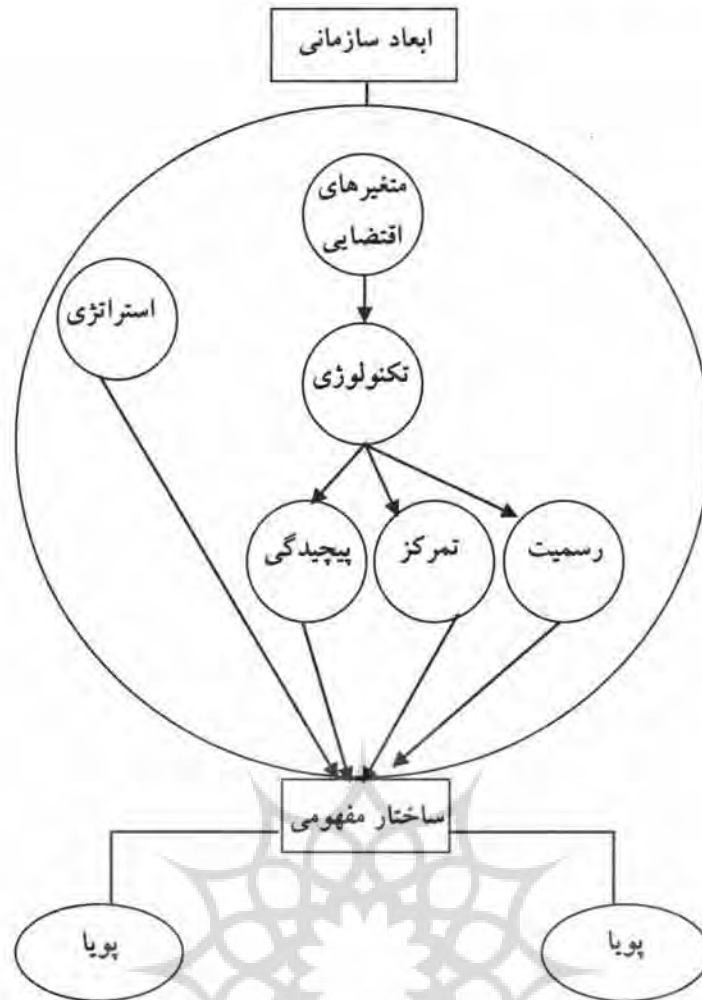 ابعاد سازمانی
متغیرهای
اقتضایی
استراتژی
تکنولوژی
رسمیت
تمرکز
پیچیدگی
ساختار مفهومی
پویا
پویا